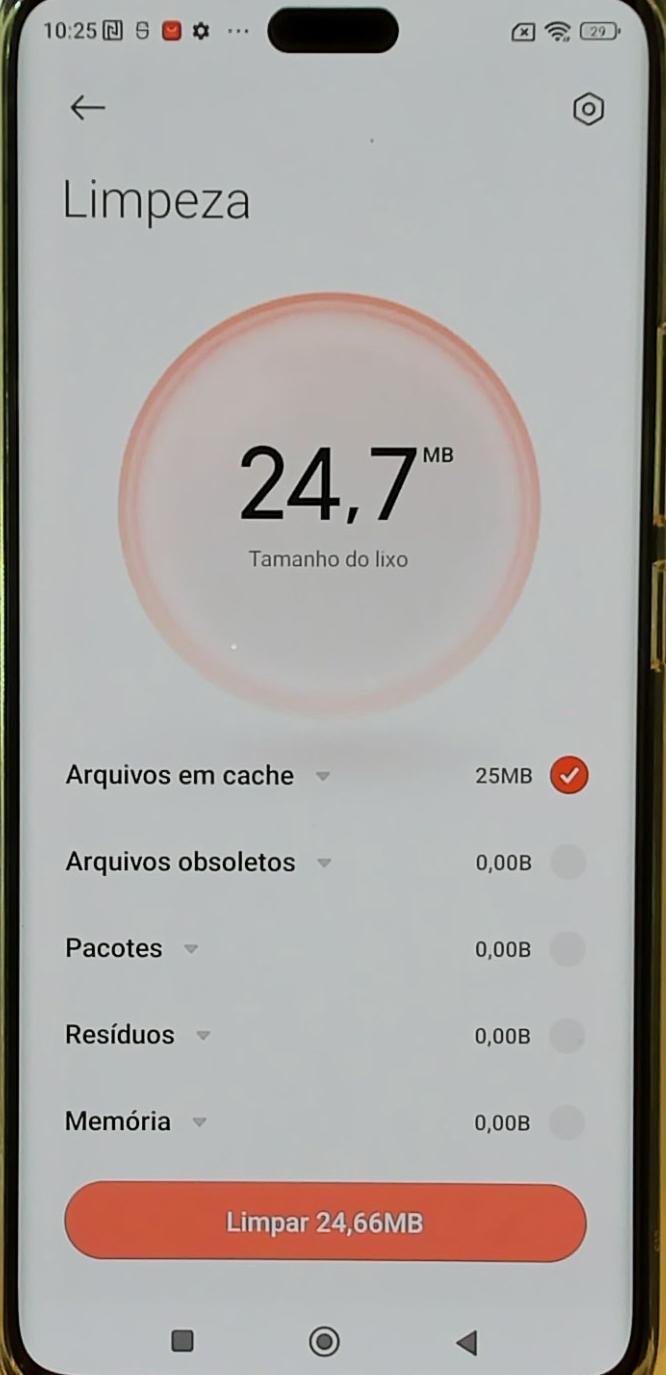 10:25
29
Limpeza
24,7 MB
Tamanho do lixo
Arquivos em cache 25MB
Arquivos obsoletos 0,00B
Pacotes 0,00B
Resíduos 0,00B
Memória 0,00B
Limpar 24,66MB